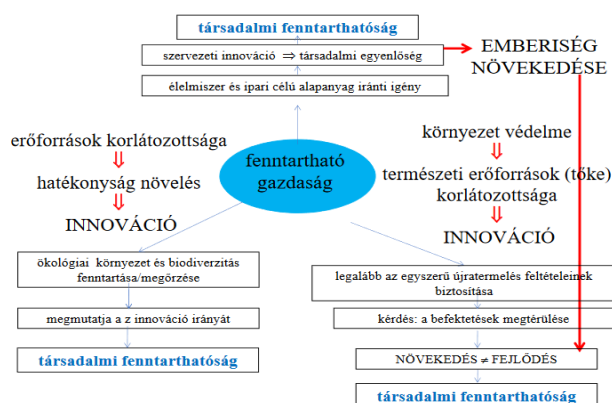 társadalmi fenntarthatóság
szervezeti innováció ⇒ társadalmi egyenlőség
élelmiszer és ipari célú alapanyag iránti igény
EMBERISÉG
NÖVEKEDÉSE
erőforrások korlátozottsága
⇓
hatékonyság növelés
⇓
INNOVÁCIÓ
fenntartható
gazdaság
környezet védelme
⇓
természeti erőforrások (tőke)
korlátozottsága
⇓
INNOVÁCIÓ
ökológiai környezet és biodiverzitás
fenntartása/megőrzése
megmutatja a z innováció irányát
társadalmi fenntarthatóság
legalább az egyszerű újratermelés feltételeinek
biztosítása
kérdés: a befektetések megtérülése
NÖVEKEDÉS ≠ FEJLŐDÉS
társadalmi fenntarthatóság